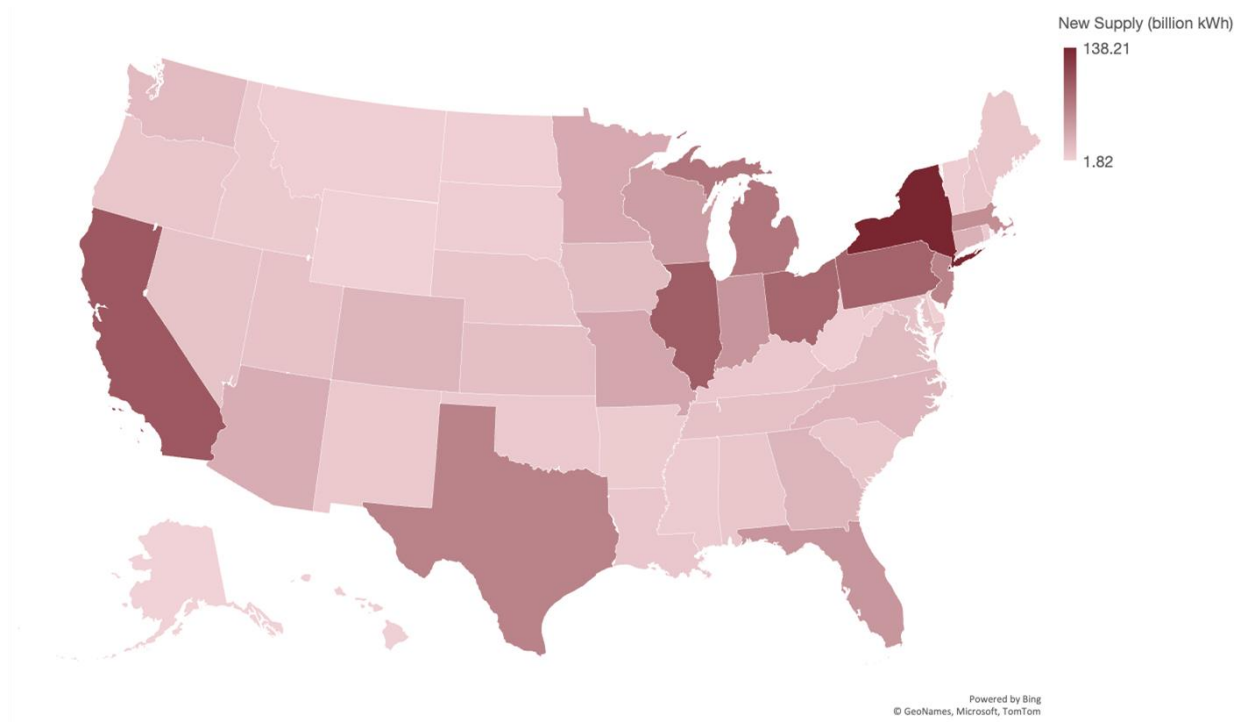 New Supply (billion kWh)
138.21
1.82
Powered by Bing
© GeoNames, Microsoft, TomTom